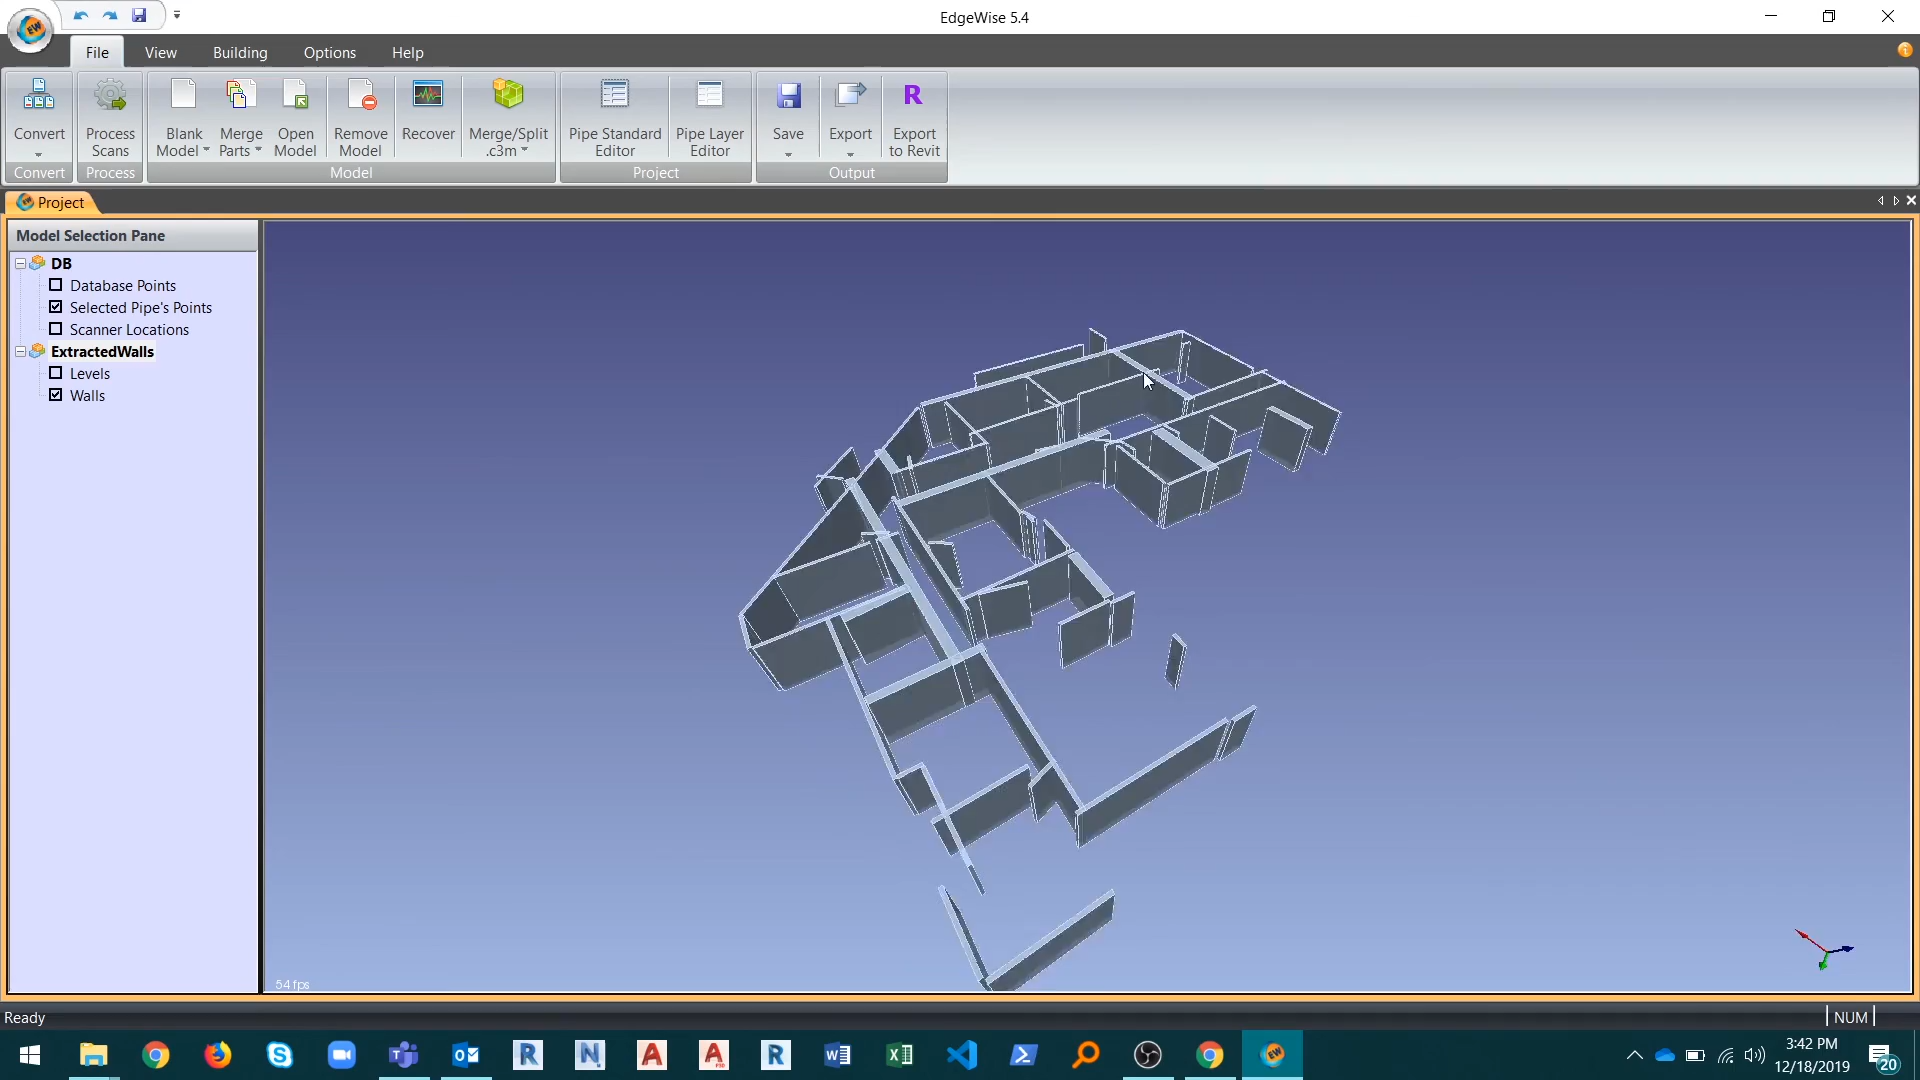 EW
EdgeWise 5.4
File View Building Options Help
Convert
Process Scans
Blank Model
Merge Parts
Open Model
Remove Model
Recover
Merge/Split .c3m
Pipe Standard Editor
Pipe Layer Editor
Save
Export
R
Export to Revit
Convert Process Model Project Output
Project
Model Selection Pane
DB
Database Points
Selected Pipe's Points
Scanner Locations
ExtractedWalls
Levels
Walls
54 fps
Ready
NUM
3:42 PM
12/18/2019
20